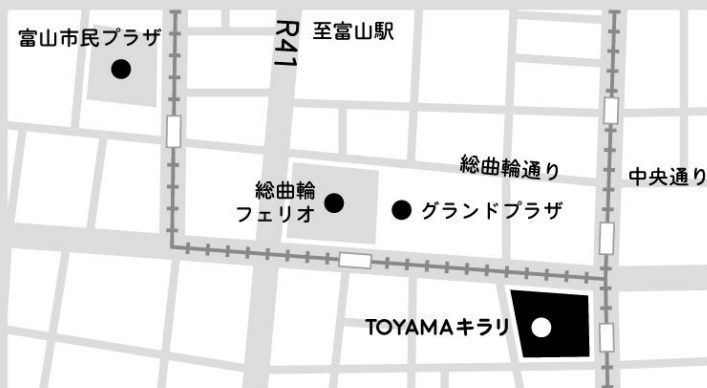 富山市民プラザ
R41
至富山駅
総曲輪通り
中央通り
総曲輪
フェリオ
グランドプラザ
TOYAMAキラリ